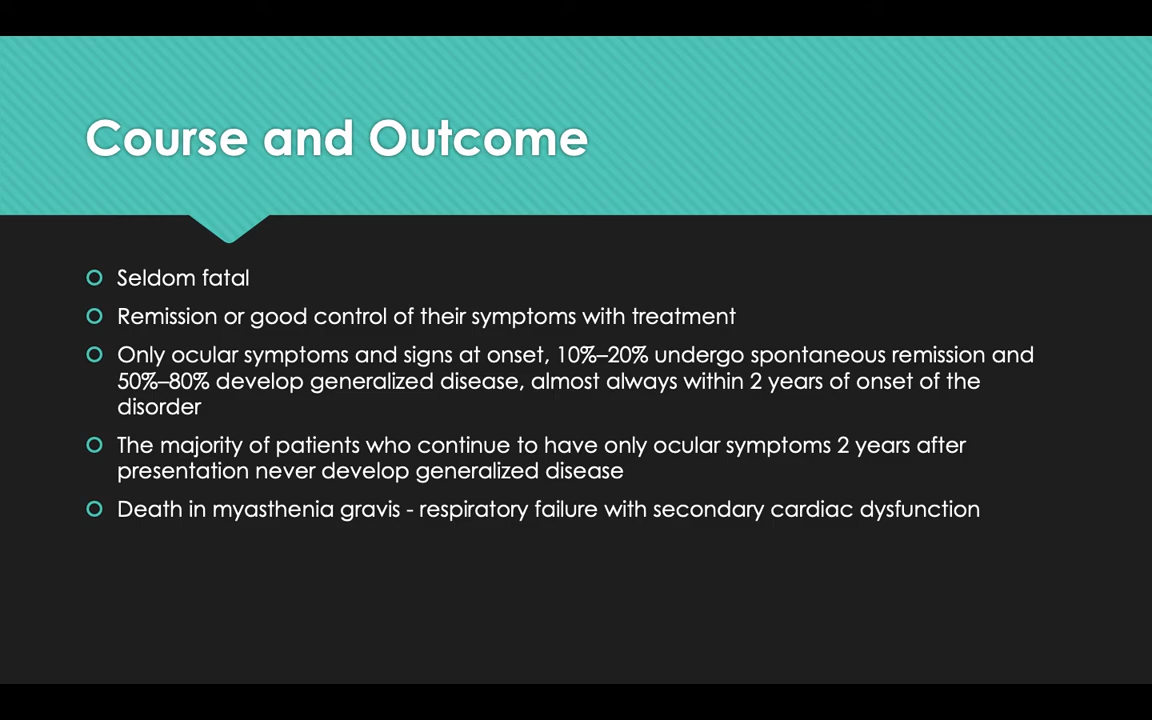 Course and Outcome
Seldom fatal
Remission or good control of their symptoms with treatment
Only ocular symptoms and signs at onset, 10%–20% undergo spontaneous remission and
50%–80% develop generalized disease, almost always within 2 years of onset of the
disorder
The majority of patients who continue to have only ocular symptoms 2 years after
presentation never develop generalized disease
Death in myasthenia gravis - respiratory failure with secondary cardiac dysfunction